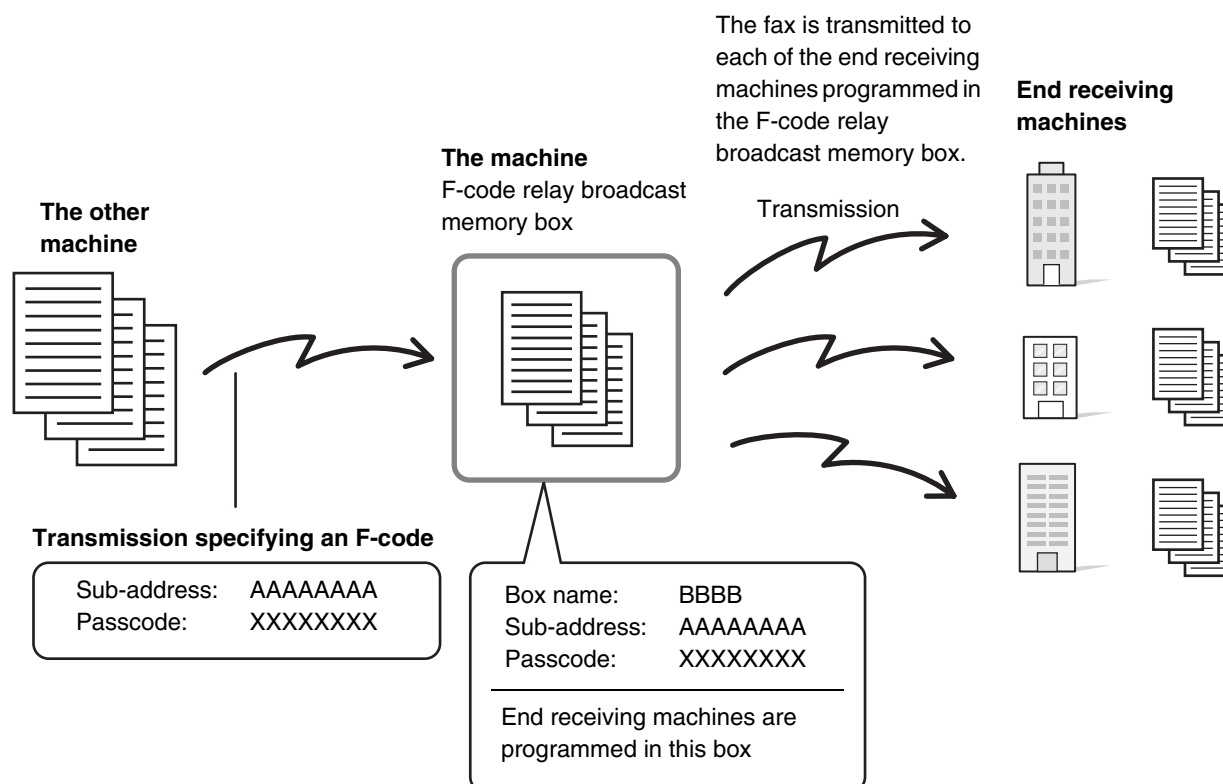 The fax is transmitted to
each of the end receiving
machines programmed in
the F-code relay
broadcast memory box.
End receiving
machines
The machine
F-code relay broadcast
memory box
The other
machine
Transmission
Transmission specifying an F-code
Sub-address: AAAAAAAA
Passcode: XXXXXXXX
Box name: BBBB
Sub-address: AAAAAAAA
Passcode: XXXXXXXX
End receiving machines are
programmed in this box